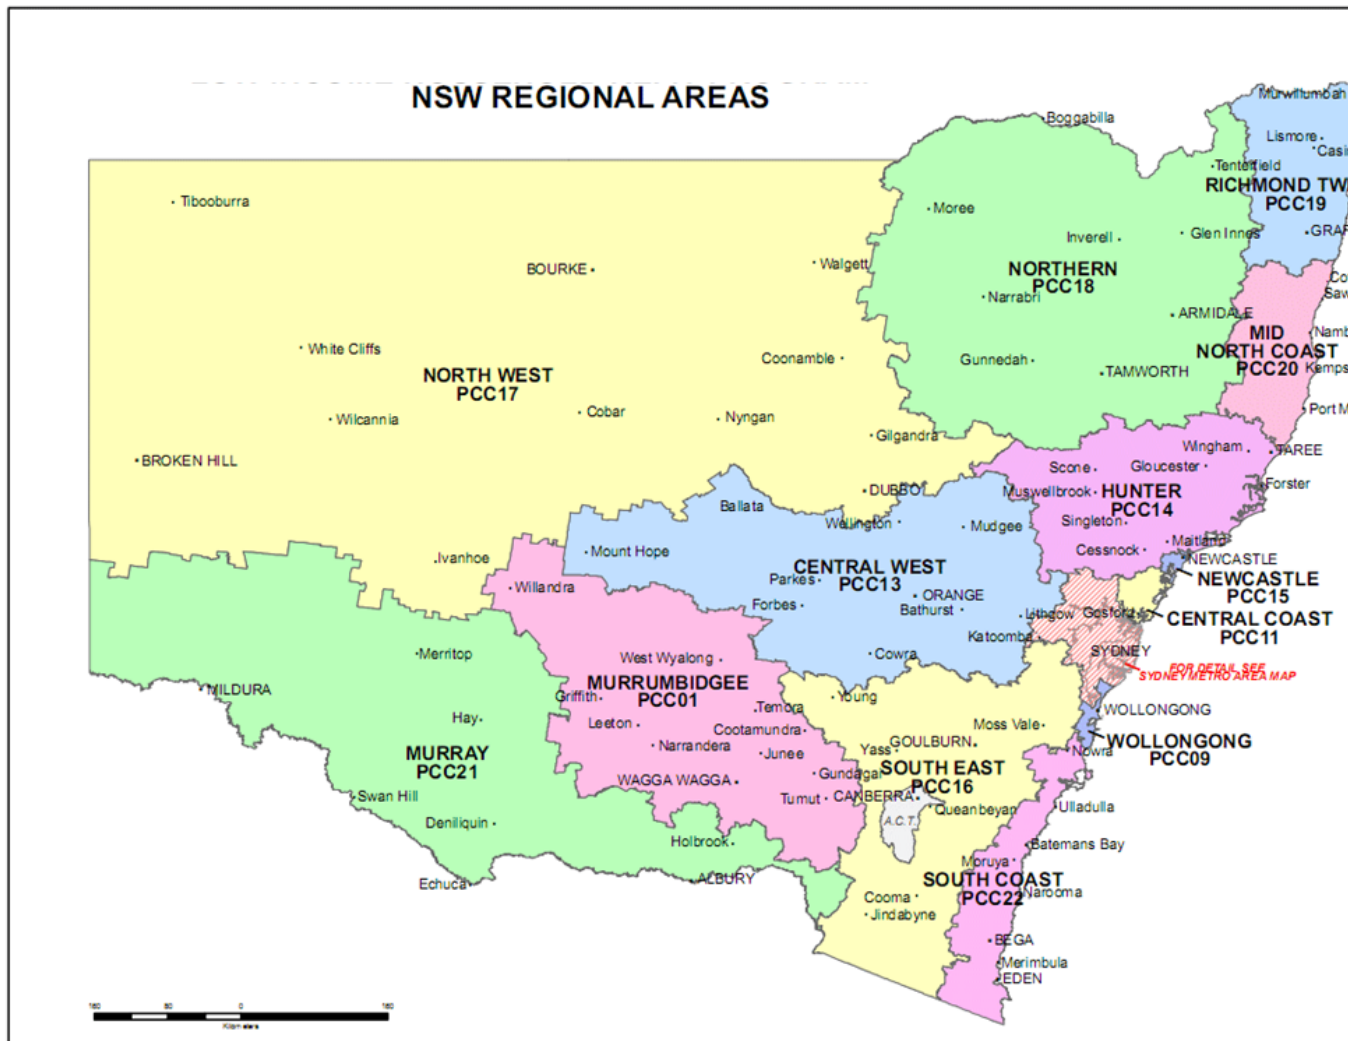 NSW REGIONAL AREAS
Murwillumbah
Boggabilla
Lismore
Tenterfield
RICHMOND
PCC19
Tibooburra
Moree
Inverell
Glen Innes
BOURKE
Walgett
NORTHERN
PCC18
Narrabri
ARMIDALE
MID
NORTH COAST
PCC20
White Cliffs
Coonamble
Gunnedah
TAMWORTH
NORTH WEST
PCC17
Wilcannia
Cobar
Nyngan
Gilgandra
Wingham
TAREE
BROKEN HILL
Scone
Gloucester
Forster
DUBBO
Muswellbrook
HUNTER
PCC14
Ballata
Wellington
Mudgee
Singleton
Maitland
Cessnock
Ivanhoe
Mount Hope
NEWCASTLE
CENTRAL WEST
PCC13
NEWCASTLE
PCC15
Willandra
Parkes
ORANGE
Forbes
Bathurst
Lithgow
Gosford
CENTRAL COAST
PCC11
Katoomba
SYDNEY
Merritop
West Wyalong
Cowra
FOR DETAIL SEE
SYDNEY METRO AREA MAP
MILDURA
MURRUMBIDGEE
PCC01
Griffith
Young
Temora
WOLLONGONG
Hay
Leeton
Cootamundra
Moss Vale
Narrandera
Junee
GOULBURN
WOLLONGONG
PCC09
MURRAY
PCC21
Yass
Nowra
WAGGA WAGGA
Gundagai
SOUTH EAST
PCC16
Swan Hill
Tumut
CANBERRA
Queanbeyan
Ulladulla
Deniliquin
A.C.T.
Holbrook
Batemans Bay
Moruya
Echuca
ALBURY
SOUTH COAST
PCC22
Narooma
Cooma
Jindabyne
BEGA
Merimbula
EDEN
160 80 0 160
Kilometers